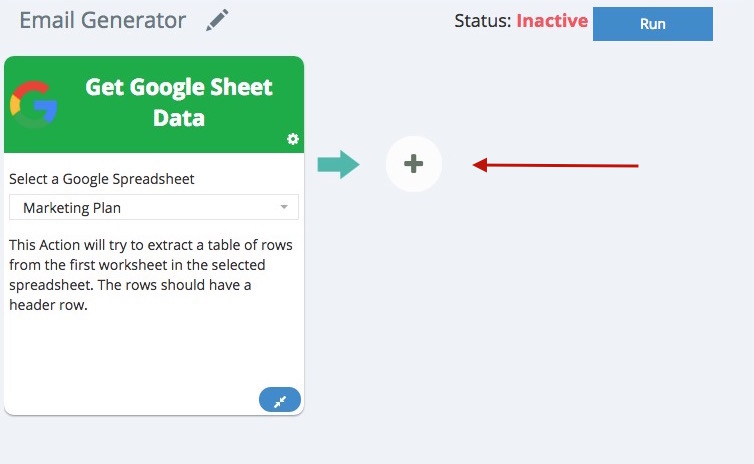 Email Generator
Status: Inactive
Run
Get Google Sheet
Data
Select a Google Spreadsheet
Marketing Plan
This Action will try to extract a table of rows
from the first worksheet in the selected
spreadsheet. The rows should have a
header row.